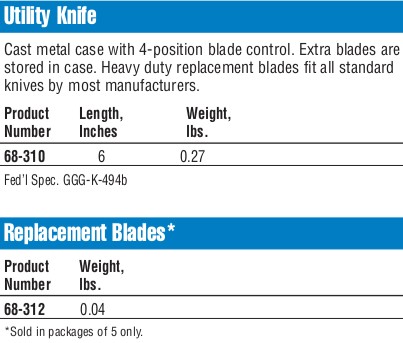 Utility Knife
Cast metal case with 4-position blade control. Extra blades are
stored in case. Heavy duty replacement blades fit all standard
knives by most manufacturers.
Product Length, Weight,
Number Inches lbs.
68-310 6 0.27
Fed'l Spec. GGG-K-494b
Replacement Blades*
Product Weight,
Number lbs.
68-312 0.04
*Sold in packages of 5 only.